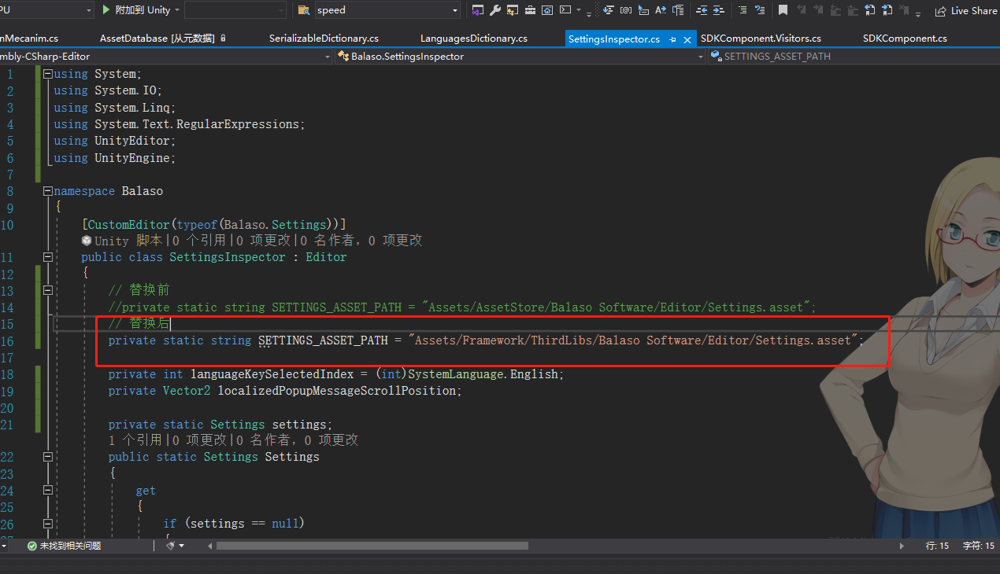 PU 附加到 Unity speed Live Share
nMecanim.cs AssetDatabase [从元数据] SerializableDictionary.cs LanguagesDictionary.cs SettingsInspector.cs SDKComponent.Visitors.cs SDKComponent.cs
mbly-CSharp-Editor Balaso.SettingsInspector SETTINGS_ASSET_PATH
1 using System;
2 using System.IO;
3 using System.Linq;
4 using System.Text.RegularExpressions;
5 using UnityEditor;
6 using UnityEngine;
7
8 namespace Balaso
9 {
10 [CustomEditor(typeof(Balaso.Settings))]
Unity 脚本|0 个引用|0 项更改|0 名作者, 0 项更改
11 public class SettingsInspector : Editor
12 {
13 // 替换前
14 //private static string SETTINGS_ASSET_PATH = "Assets/AssetStore/Balaso Software/Editor/Settings.asset";
15 // 替换后
16 private static string SETTINGS_ASSET_PATH = "Assets/Framework/ThirdLibs/Balaso Software/Editor/Settings.asset";
17
18 private int languageKeySelectedIndex = (int)SystemLanguage.English;
19 private Vector2 localizedPopupMessageScrollPosition;
20
21 private static Settings settings;
1 个引用|0 项更改|0 名作者, 0 项更改
22 public static Settings Settings
23 {
24 get
25 {
26 if (settings == null)
未找到相关问题 行: 15 字符: 15